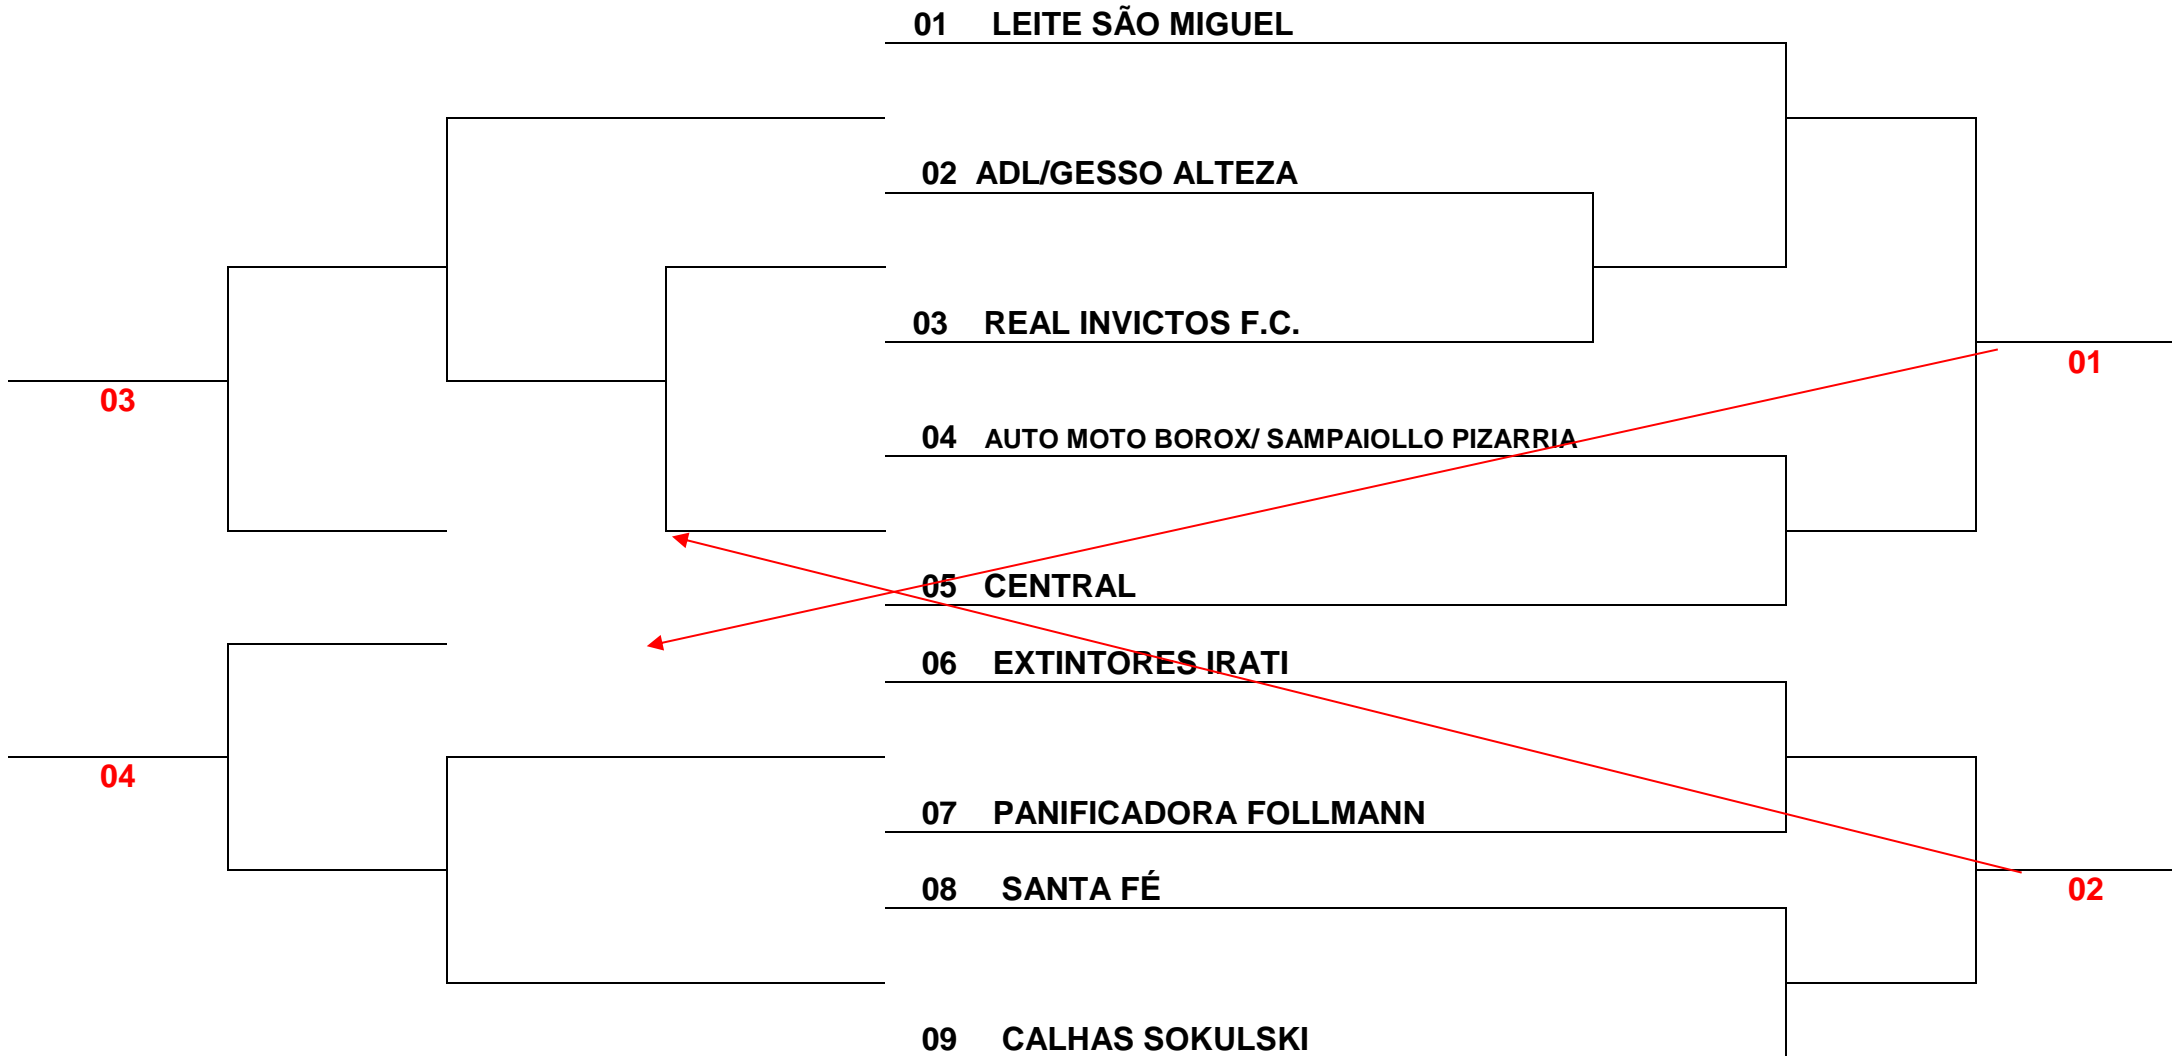 01 LEITE SÃO MIGUEL
02 ADL/GESSO ALTEZA
03 REAL INVICTOS F.C.
01
03
04 AUTO MOTO BOROX/ SAMPAIOLLO PIZARRIA
05 CENTRAL
06 EXTINTORES IRATI
04
07 PANIFICADORA FOLLMANN
08 SANTA FÉ
02
09 CALHAS SOKULSKI